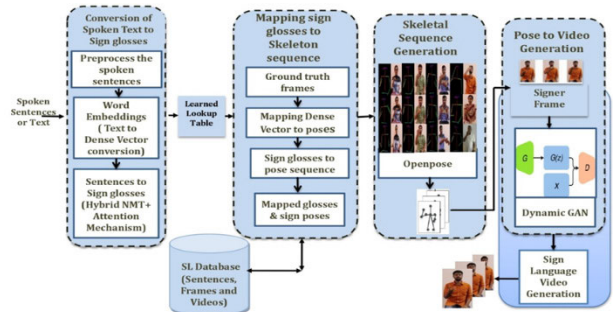 Conversion of
Spoken Text to
Sign glosses
Preprocess the
spoken
sentences
Word
Embeddings
( Text to
Dense Vector
conversion)
Sentences to
Sign glosses
(Hybrid NMT+
Attention
Mechanism)
Spoken
Sentences
or Text
Learned
Lookup
Table
Mapping sign
glosses to
Skeleton
sequence
Ground truth
frames
Mapping Dense
Vector to poses
Sign glosses to
pose sequence
Mapped glosses
& sign poses
SL Database
(Sentences,
Frames and
Videos)
Skeletal
Sequence
Generation
Openpose
Pose to Video
Generation
Signer
Frame
G
G(z)
X
D
Dynamic GAN
Sign
Language
Video
Generation